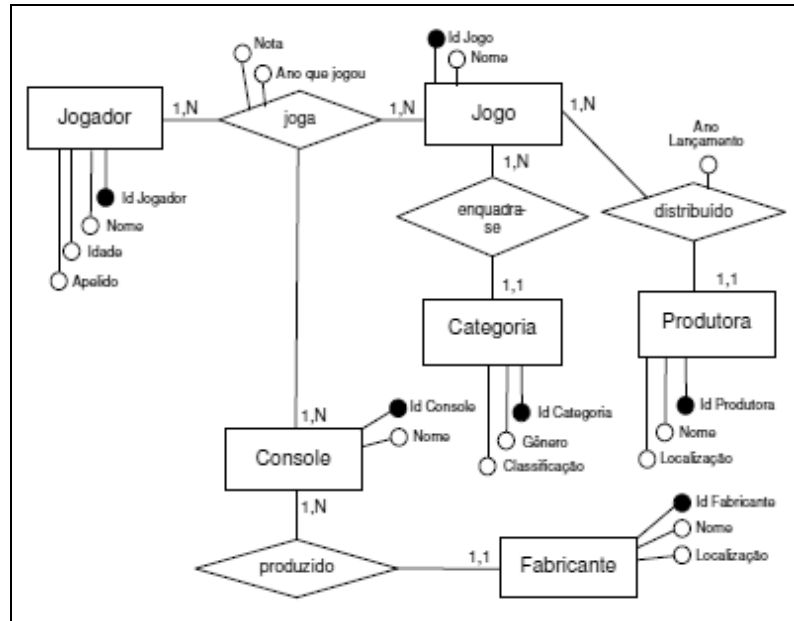 Nota
Ano que jogou
Id Jogo
Nome
Jogador
1,N
joga
1,N
Jogo
1,N
Ano
Lançamento
1,N
Id Jogador
Nome
Idade
Apelido
enquadra-
se
distribuído
1,1
1,1
Categoria
Produtora
Id Console
Nome
1,N
Console
Id Categoria
Gênero
Classificação
Id Produtora
Nome
Localização
1,N
produzido
1,1
Fabricante
Id Fabricante
Nome
Localização